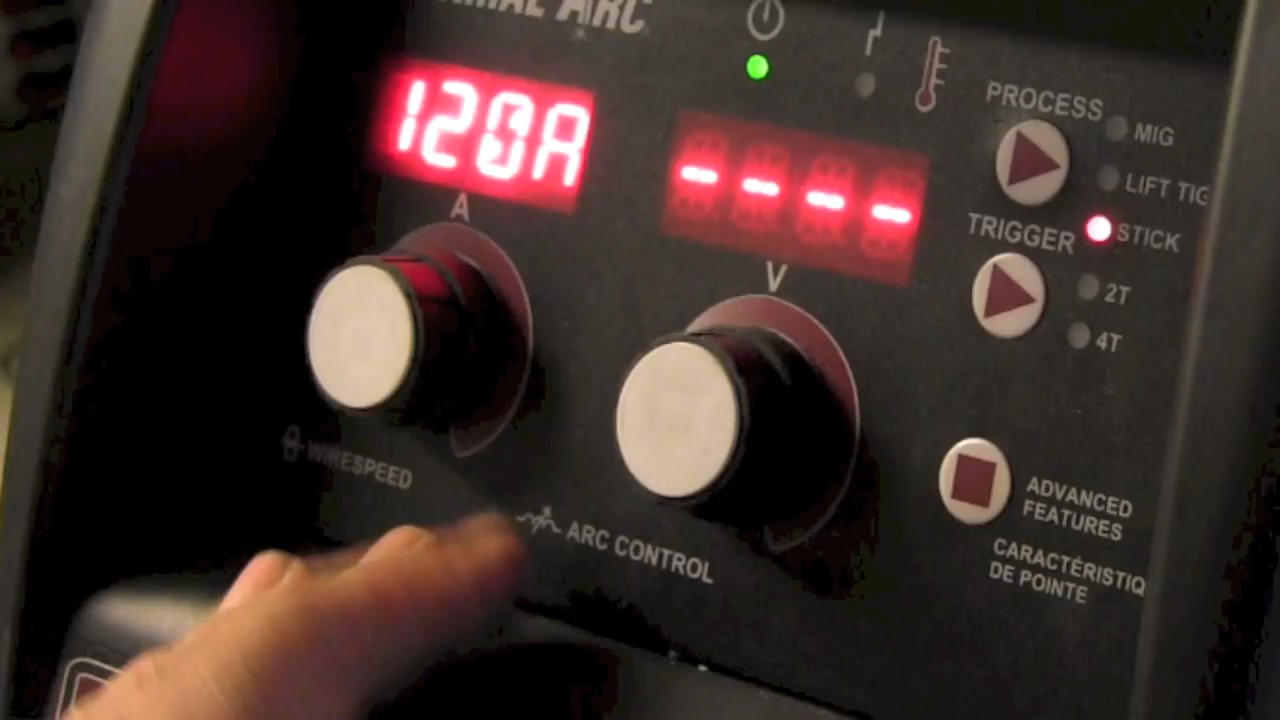 ARC
120A
----
A
V
PROCESS
MIG
LIFT TIG
STICK
TRIGGER
2T
4T
WIRESPEED
ARC CONTROL
ADVANCED
FEATURES
CARACTÉRISTIQ
DE POINTE